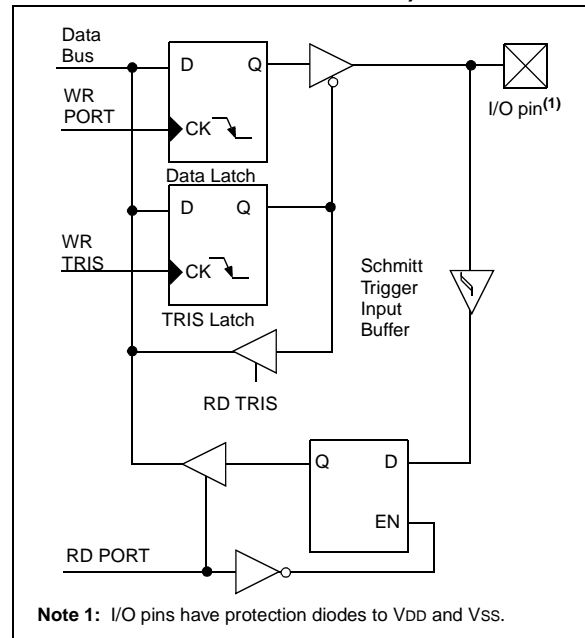 Data
Bus
D Q
WR
PORT
CK
I/O pin(1)
Data Latch
D Q
WR
TRIS
CK
Schmitt
Trigger
Input
Buffer
TRIS Latch
RD TRIS
Q D
EN
RD PORT
Note 1: I/O pins have protection diodes to VDD and VSS.